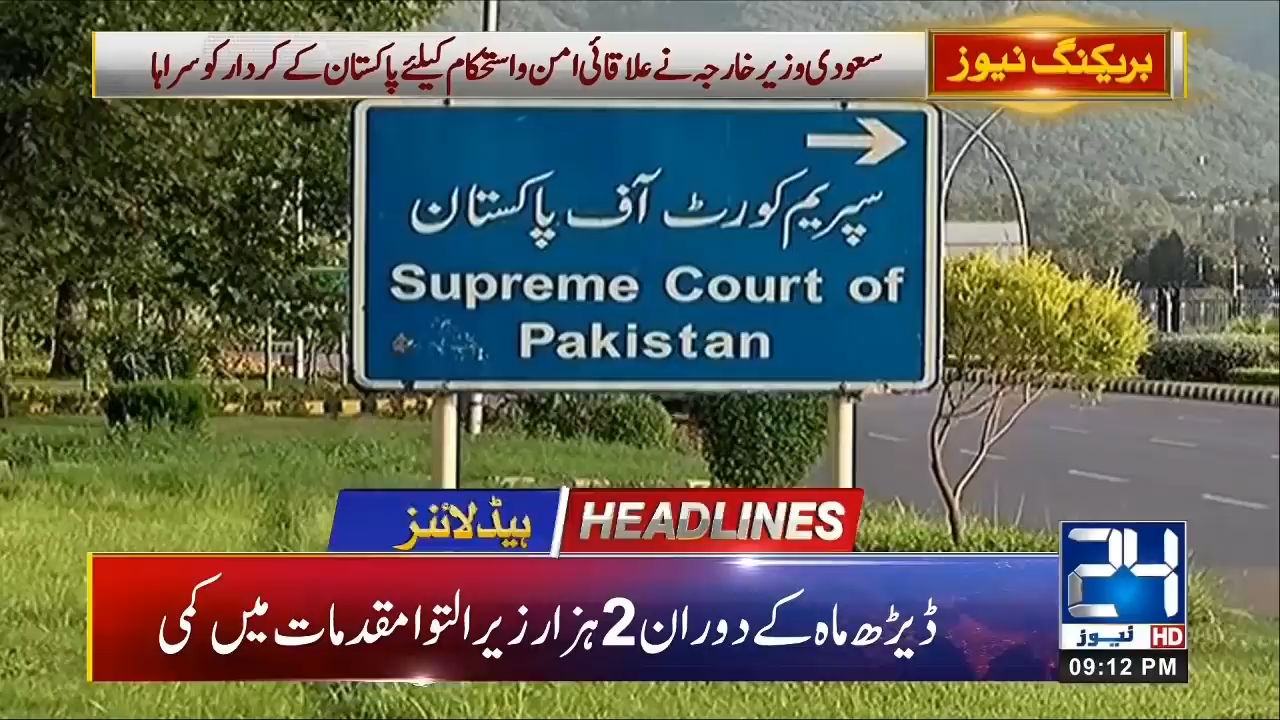 بریکنگ نیوز
سعودی وزیر خارجہ نے علاقائی امن و استحکام کیلئے پاکستان کے کردار کو سراہا
سپریم کورٹ آف پاکستان
Supreme Court of
Pakistan
ہیڈلائنز
HEADLINES
ڈیڑھ ماہ کے دوران 2 ہزار زیر التوا مقدمات میں کمی
24
نیوز HD
09:12 PM